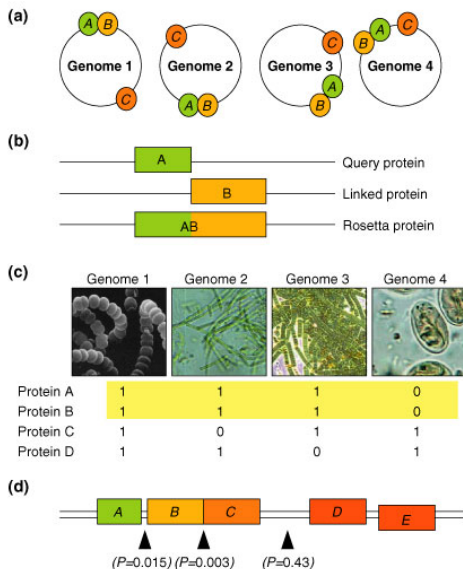 (a)
A B C
Genome 1
C A B
Genome 2
C A B
Genome 3
B A C
Genome 4
(b)
A
Query protein
B
Linked protein
AB
Rosetta protein
(c)
Genome 1 Genome 2 Genome 3 Genome 4
Protein A 1 1 1 0
Protein B 1 1 1 0
Protein C 1 0 1 1
Protein D 1 1 0 1
(d)
A B C D E
(P=0.015) (P=0.003) (P=0.43)